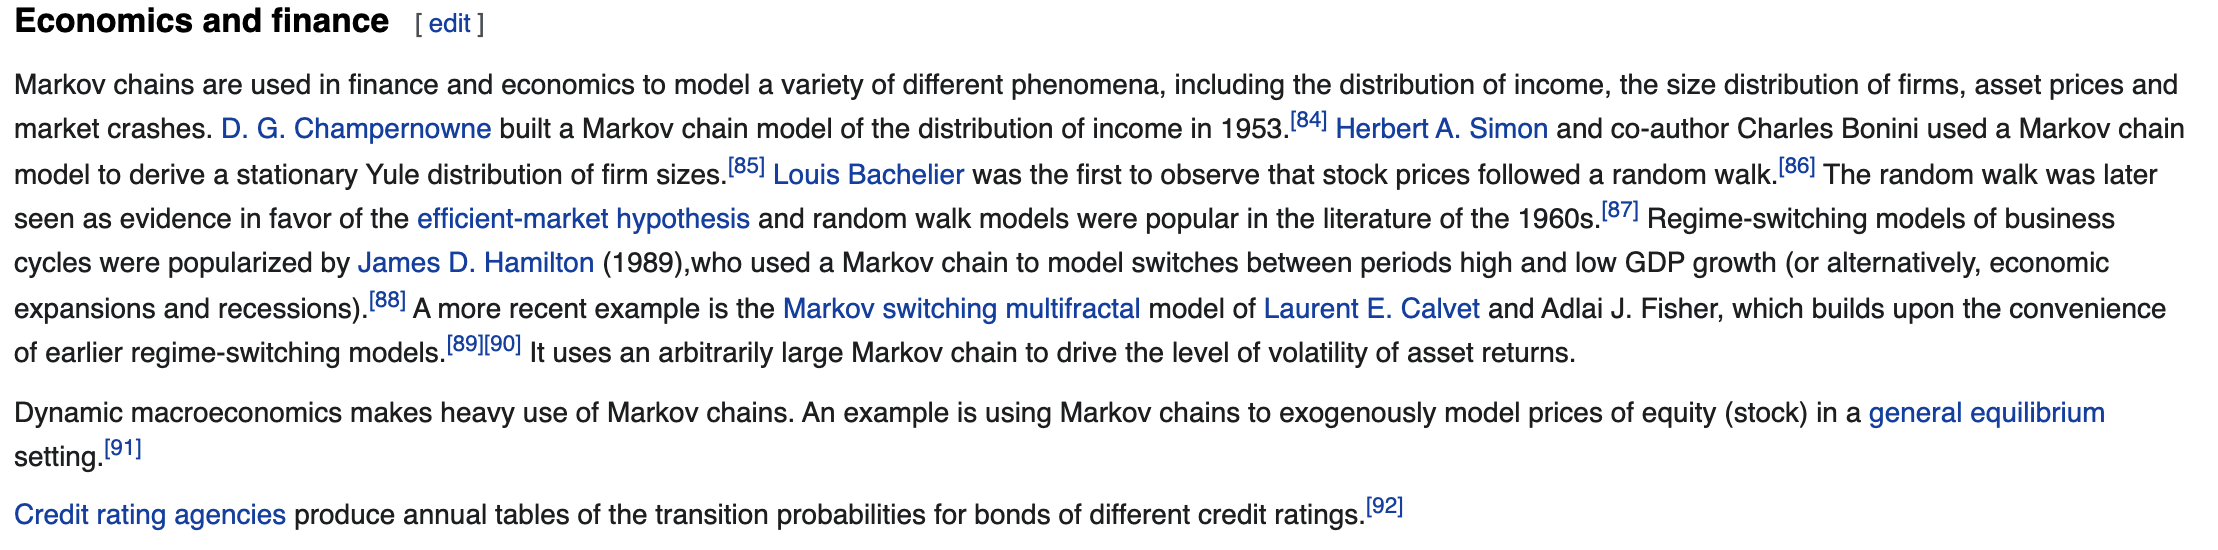 Economics and finance [ edit ]
Markov chains are used in finance and economics to model a variety of different phenomena, including the distribution of income, the size distribution of firms, asset prices and
market crashes. D. G. Champernowne built a Markov chain model of the distribution of income in 1953.[84] Herbert A. Simon and co-author Charles Bonini used a Markov chain
model to derive a stationary Yule distribution of firm sizes.[85] Louis Bachelier was the first to observe that stock prices followed a random walk.[86] The random walk was later
seen as evidence in favor of the efficient-market hypothesis and random walk models were popular in the literature of the 1960s.[87] Regime-switching models of business
cycles were popularized by James D. Hamilton (1989),who used a Markov chain to model switches between periods high and low GDP growth (or alternatively, economic
expansions and recessions).[88] A more recent example is the Markov switching multifractal model of Laurent E. Calvet and Adlai J. Fisher, which builds upon the convenience
of earlier regime-switching models.[89][90] It uses an arbitrarily large Markov chain to drive the level of volatility of asset returns.
Dynamic macroeconomics makes heavy use of Markov chains. An example is using Markov chains to exogenously model prices of equity (stock) in a general equilibrium
setting.[91]
Credit rating agencies produce annual tables of the transition probabilities for bonds of different credit ratings.[92]